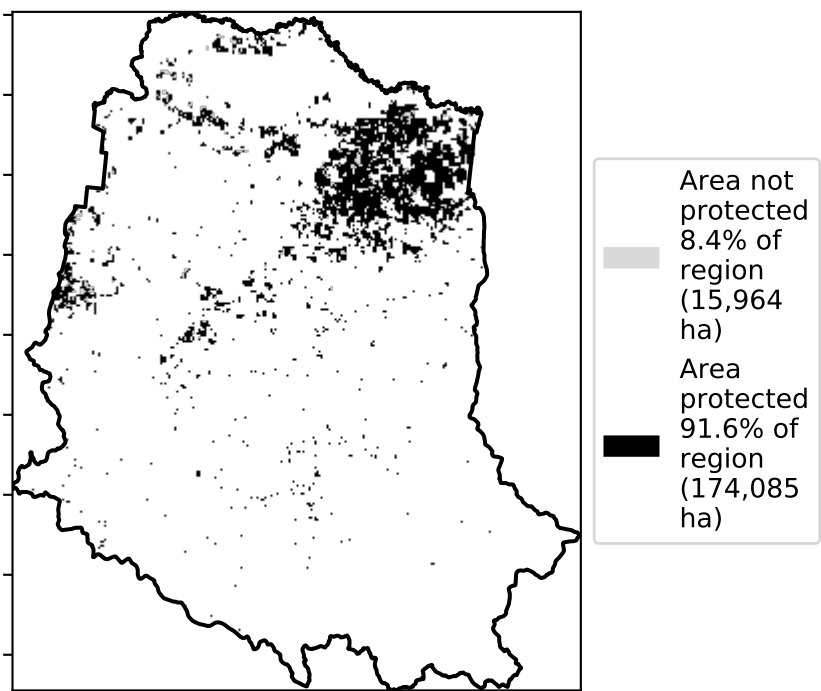 Area not
protected
8.4% of
region
(15,964
ha)
Area
protected
91.6% of
region
(174,085
ha)